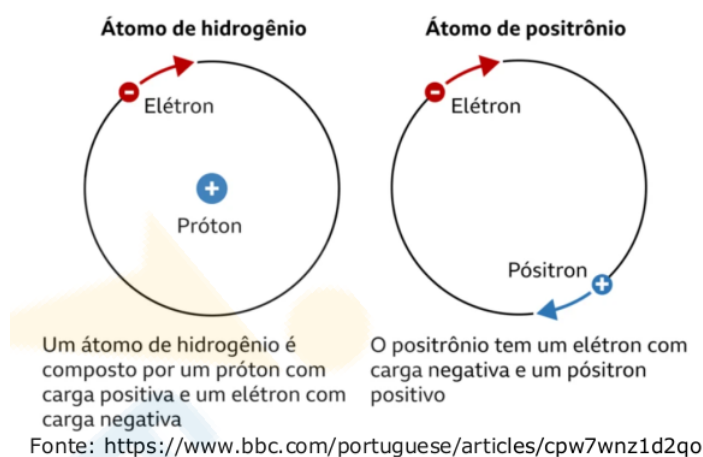 Átomo de hidrogênio
Elétron
+
Próton
Um átomo de hidrogênio é
composto por um próton com
carga positiva e um elétron com
carga negativa
Átomo de positrônio
Elétron
Pósitron
+
O positrônio tem um elétron com
carga negativa e um pósitron
positivo
Fonte: https://www.bbc.com/portuguese/articles/cpw7wnz1d2qo